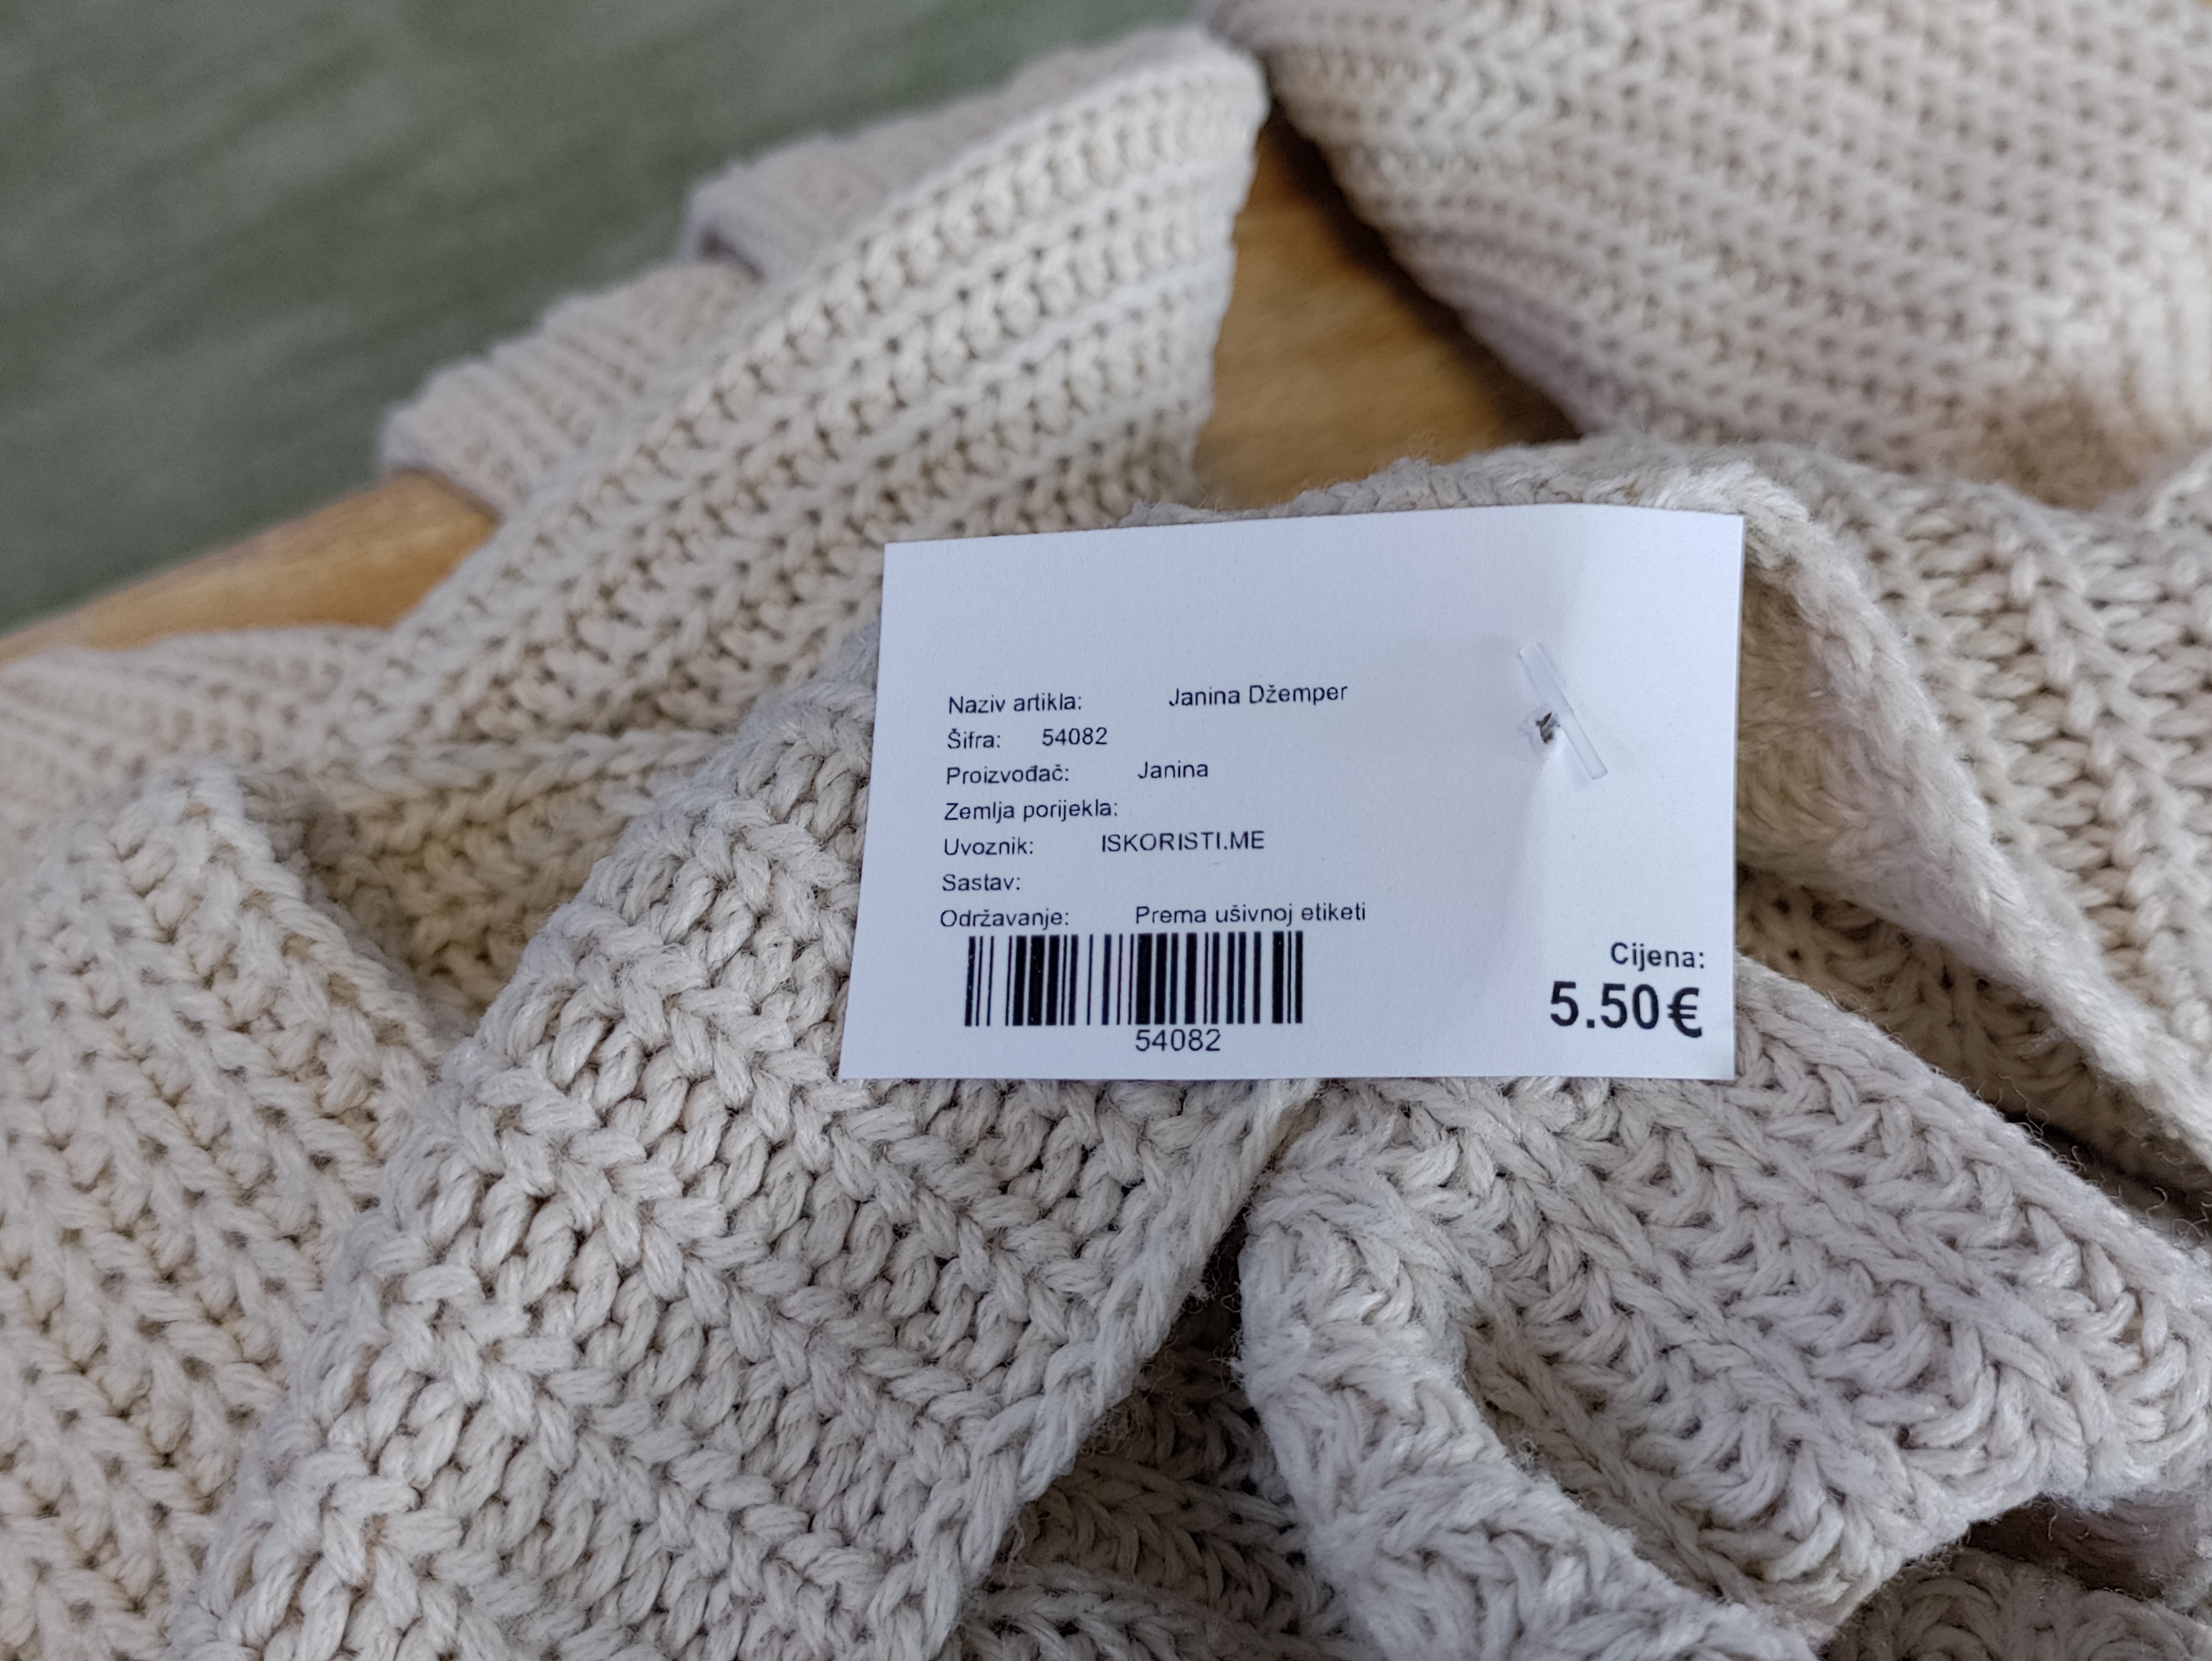 Naziv artikla: Janina Džemper
Šifra: 54082
Proizvođač: Janina
Zemlja porijekla:
Uvoznik: ISKORISTI.ME
Sastav:
Održavanje: Prema ušivnoj etiketi
54082
Cijena:
5.50€